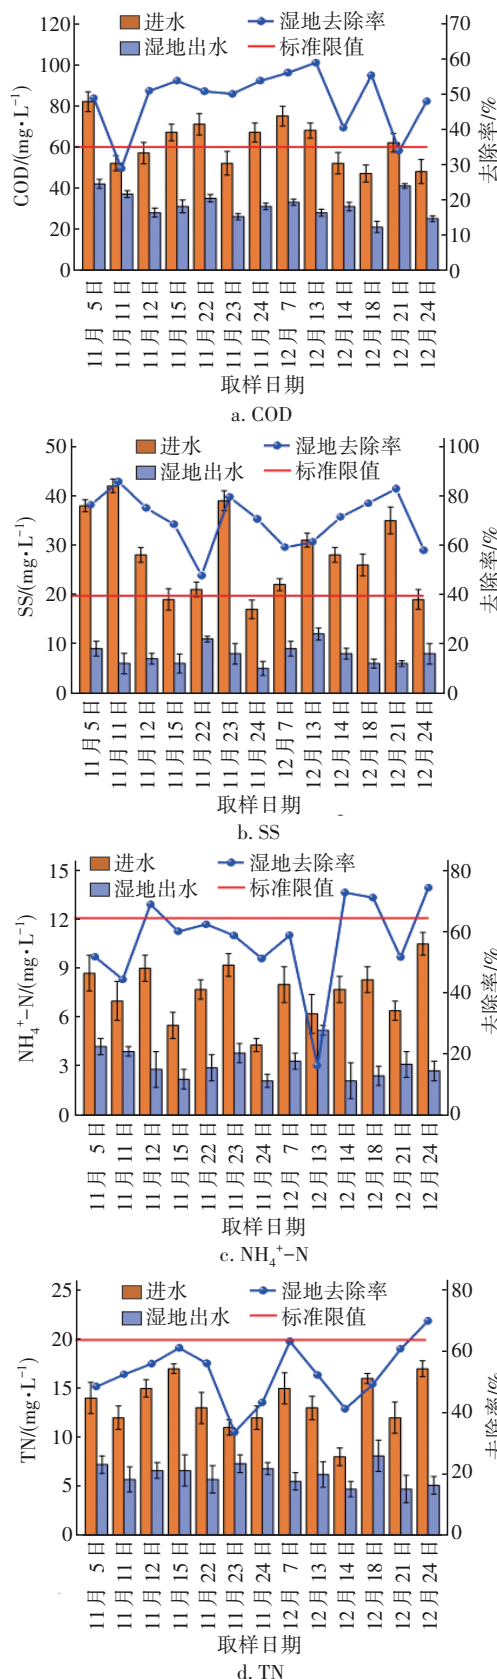 进水 湿地去除率
湿地出水 标准限值
COD/(mg·L⁻¹)
120
100
80
60
40
20
0
去除率/%
70
60
50
40
30
20
10
0
11月 5日
11月 11日
11月 12日
11月 15日
11月 22日
11月 23日
11月 24日
12月 7日
12月 13日
12月 14日
12月 18日
12月 21日
12月 24日
取样日期
a. COD
进水 湿地去除率
湿地出水 标准限值
SS/(mg·L⁻¹)
50
40
30
20
10
0
去除率/%
100
80
60
40
20
0
11月 5日
11月 11日
11月 12日
11月 15日
11月 22日
11月 23日
11月 24日
12月 7日
12月 13日
12月 14日
12月 18日
12月 21日
12月 24日
取样日期
b. SS
进水 湿地去除率
湿地出水 标准限值
NH₄⁺-N/(mg·L⁻¹)
15
12
9
6
3
0
去除率/%
80
60
40
20
0
11月 5日
11月 11日
11月 12日
11月 15日
11月 22日
11月 23日
11月 24日
12月 7日
12月 13日
12月 14日
12月 18日
12月 21日
12月 24日
取样日期
c. NH₄⁺-N
进水 湿地去除率
湿地出水 标准限值
TN/(mg·L⁻¹)
25
20
15
10
5
0
去除率/%
80
60
40
20
0
11月 5日
11月 11日
11月 12日
11月 15日
11月 22日
11月 23日
11月 24日
12月 7日
12月 13日
12月 14日
12月 18日
12月 21日
12月 24日
取样日期
d. TN